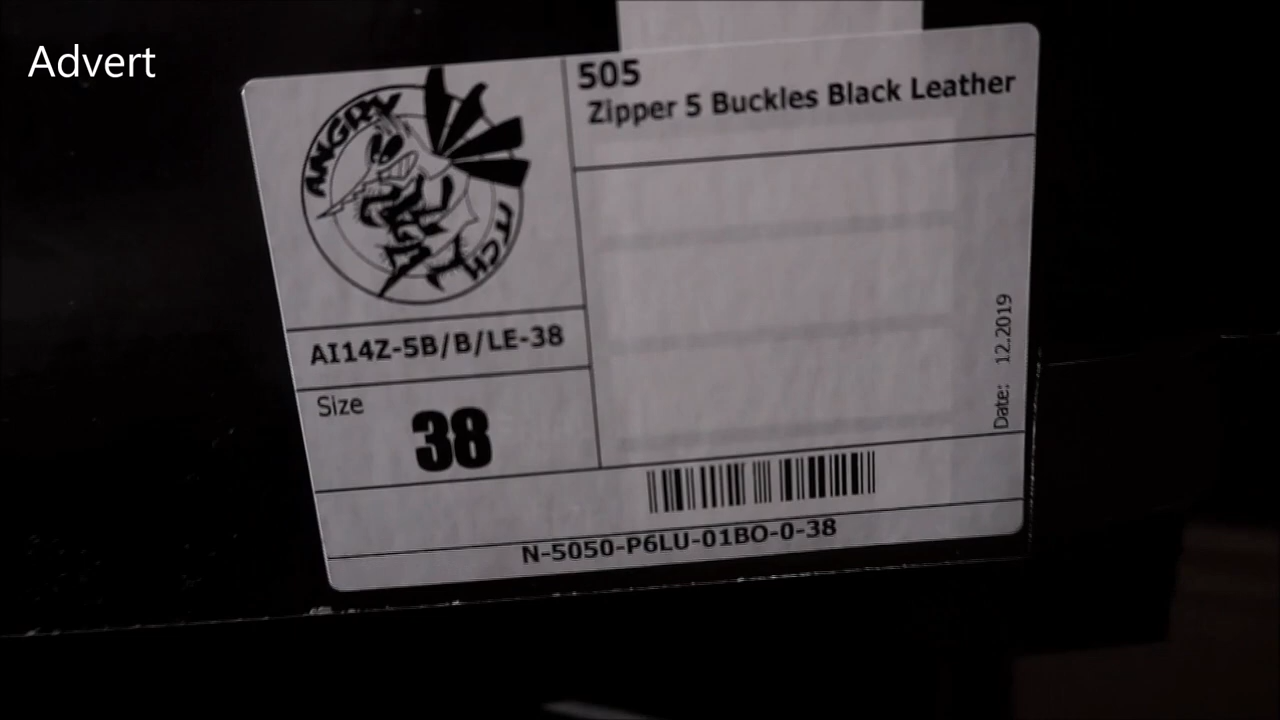 Advert
ANGRY
ITCH
505
Zipper 5 Buckles Black Leather
AI14Z-5B/B/LE-38
Size
38
Date: 12.2019
N-5050-P6LU-01BO-0-38